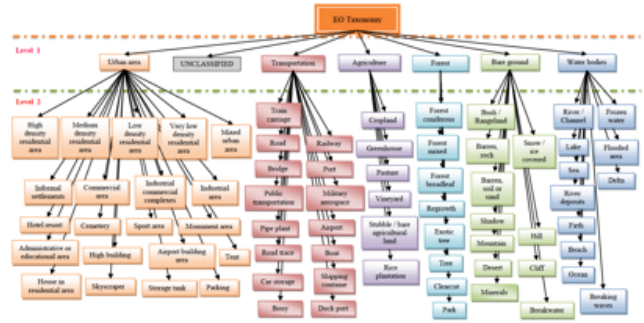 EO Taxonomy
Level 1
Urban area
UNCLASSIFIED
Transportation
Agriculture
Forest
Bare ground
Water bodies
Level 2
High
density
residential
area
Medium
density
residential
area
Low
density
residential
area
Very low
density
residential
area
Mixed
urban
area
Informal
settlements
Commercial
area
Industrial
commercial
complexes
Industrial
area
Hotel resort
Cemetery
Sport area
Monument area
Administrative or
educational area
High building
Airport building
area
Tent
House in
residential area
Skyscraper
Storage tank
Parking
Tram
carriage
Road
Railway
Bridge
Port
Public
transportation
Military
aerospace
Pipe plant
Airport
Road trace
Boat
Car storage
Shipping
container
Buoy
Dock port
Cropland
Greenhouse
Pasture
Vineyard
Stubble / bare
agricultural
land
Rice
plantation
Forest
coniferous
Forest
mixed
Forest
broadleaf
Regrowth
Exotic
tree
Tree
Clearcut
Park
Bush /
Rangeland
Barren,
rock
Snow /
ice
covered
Barren,
soil or
sand
Shadow
Mountain
Hill
Desert
Cliff
Minerals
Breakwater
River /
Channel
Frozen
water
Lake
Flooded
area
Sea
Delta
River
deposits
Firth
Beach
Ocean
Breaking
waves